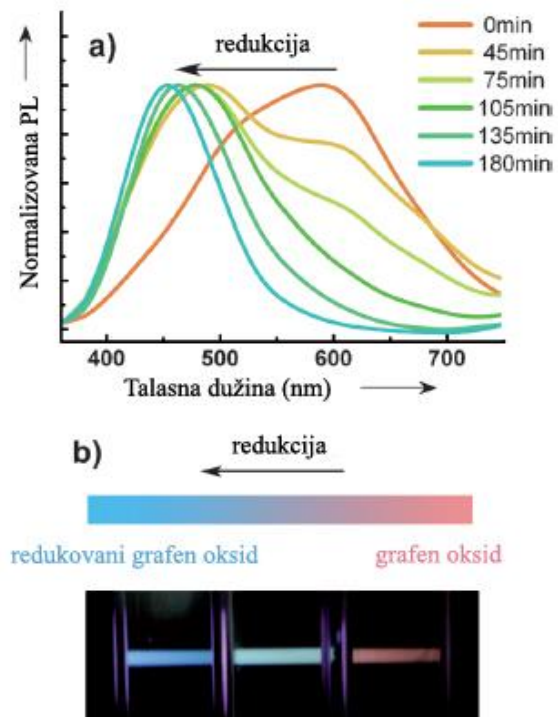 a)
redukcija
0min
45min
75min
105min
135min
180min
Normalizovana PL
400 500 600 700
Talasna dužina (nm)
b)
redukcija
redukovani grafen oksid grafen oksid